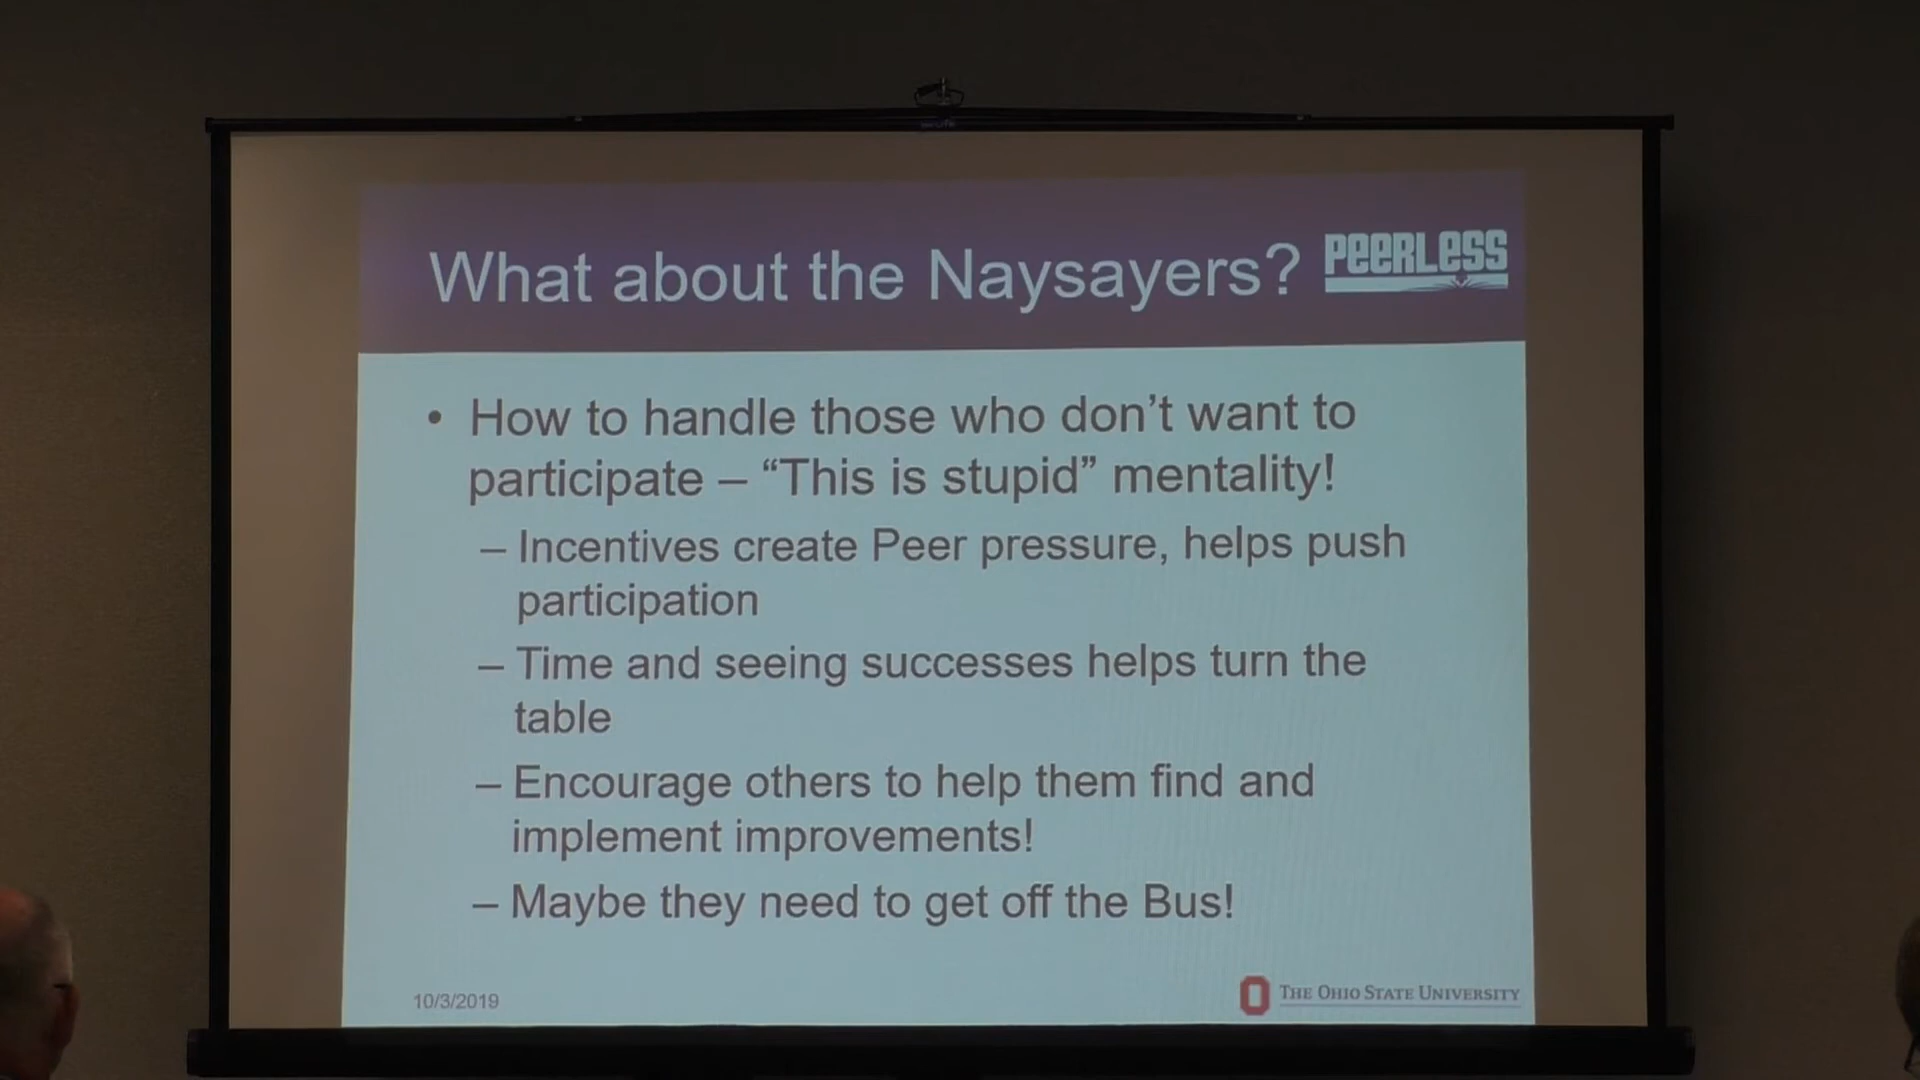 What about the Naysayers?
PEERLESS
• How to handle those who don’t want to
participate – “This is stupid” mentality!
– Incentives create Peer pressure, helps push
participation
– Time and seeing successes helps turn the
table
– Encourage others to help them find and
implement improvements!
– Maybe they need to get off the Bus!
10/3/2019
THE OHIO STATE UNIVERSITY